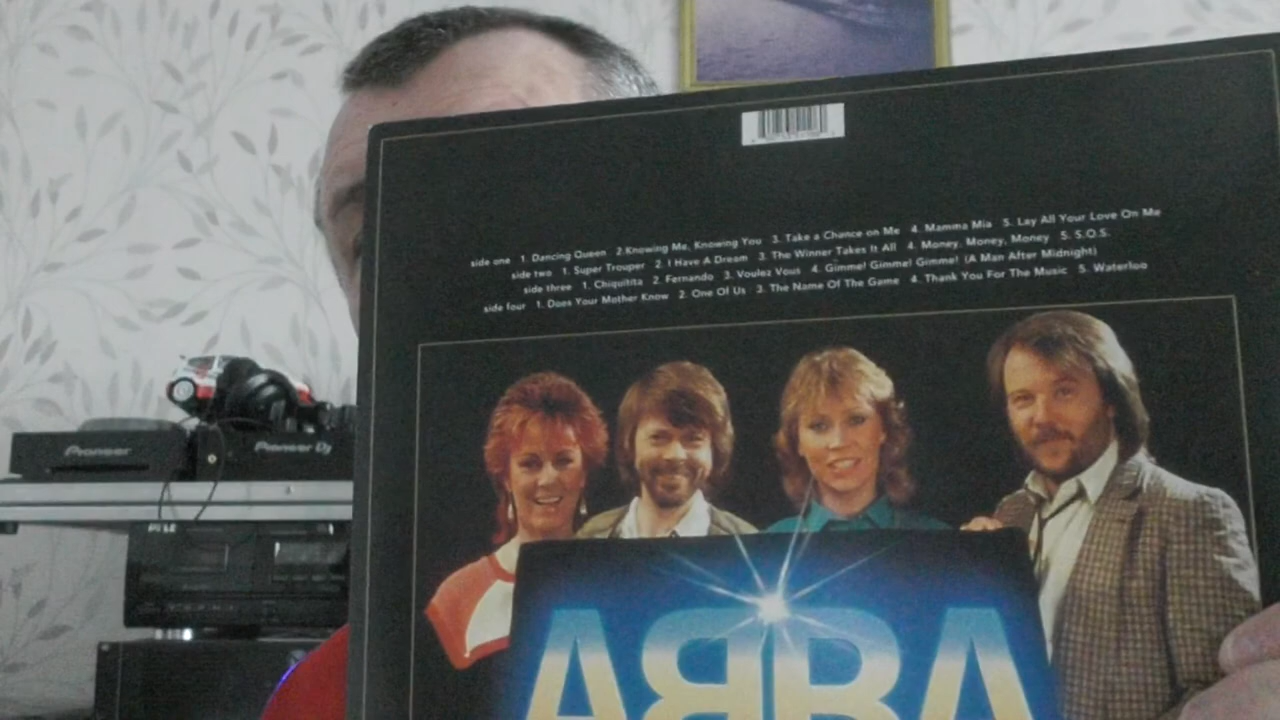 side one 1. Dancing Queen 2.Knowing Me, Knowing You 3. Take a Chance on Me 4. Mamma Mia 5. Lay All Your Love On Me
side two 1. Super Trouper 2. I Have A Dream 3. The Winner Takes It All 4. Money, Money, Money 5. S.O.S.
side three 1. Chiquitita 2. Fernando 3. Voulez Vous 4. Gimme! Gimme! Gimme! (A Man After Midnight)
side four 1. Does Your Mother Know 2. One Of Us 3. The Name Of The Game 4. Thank You For The Music 5. Waterloo
Pioneer
Pioneer Dj
ABBA